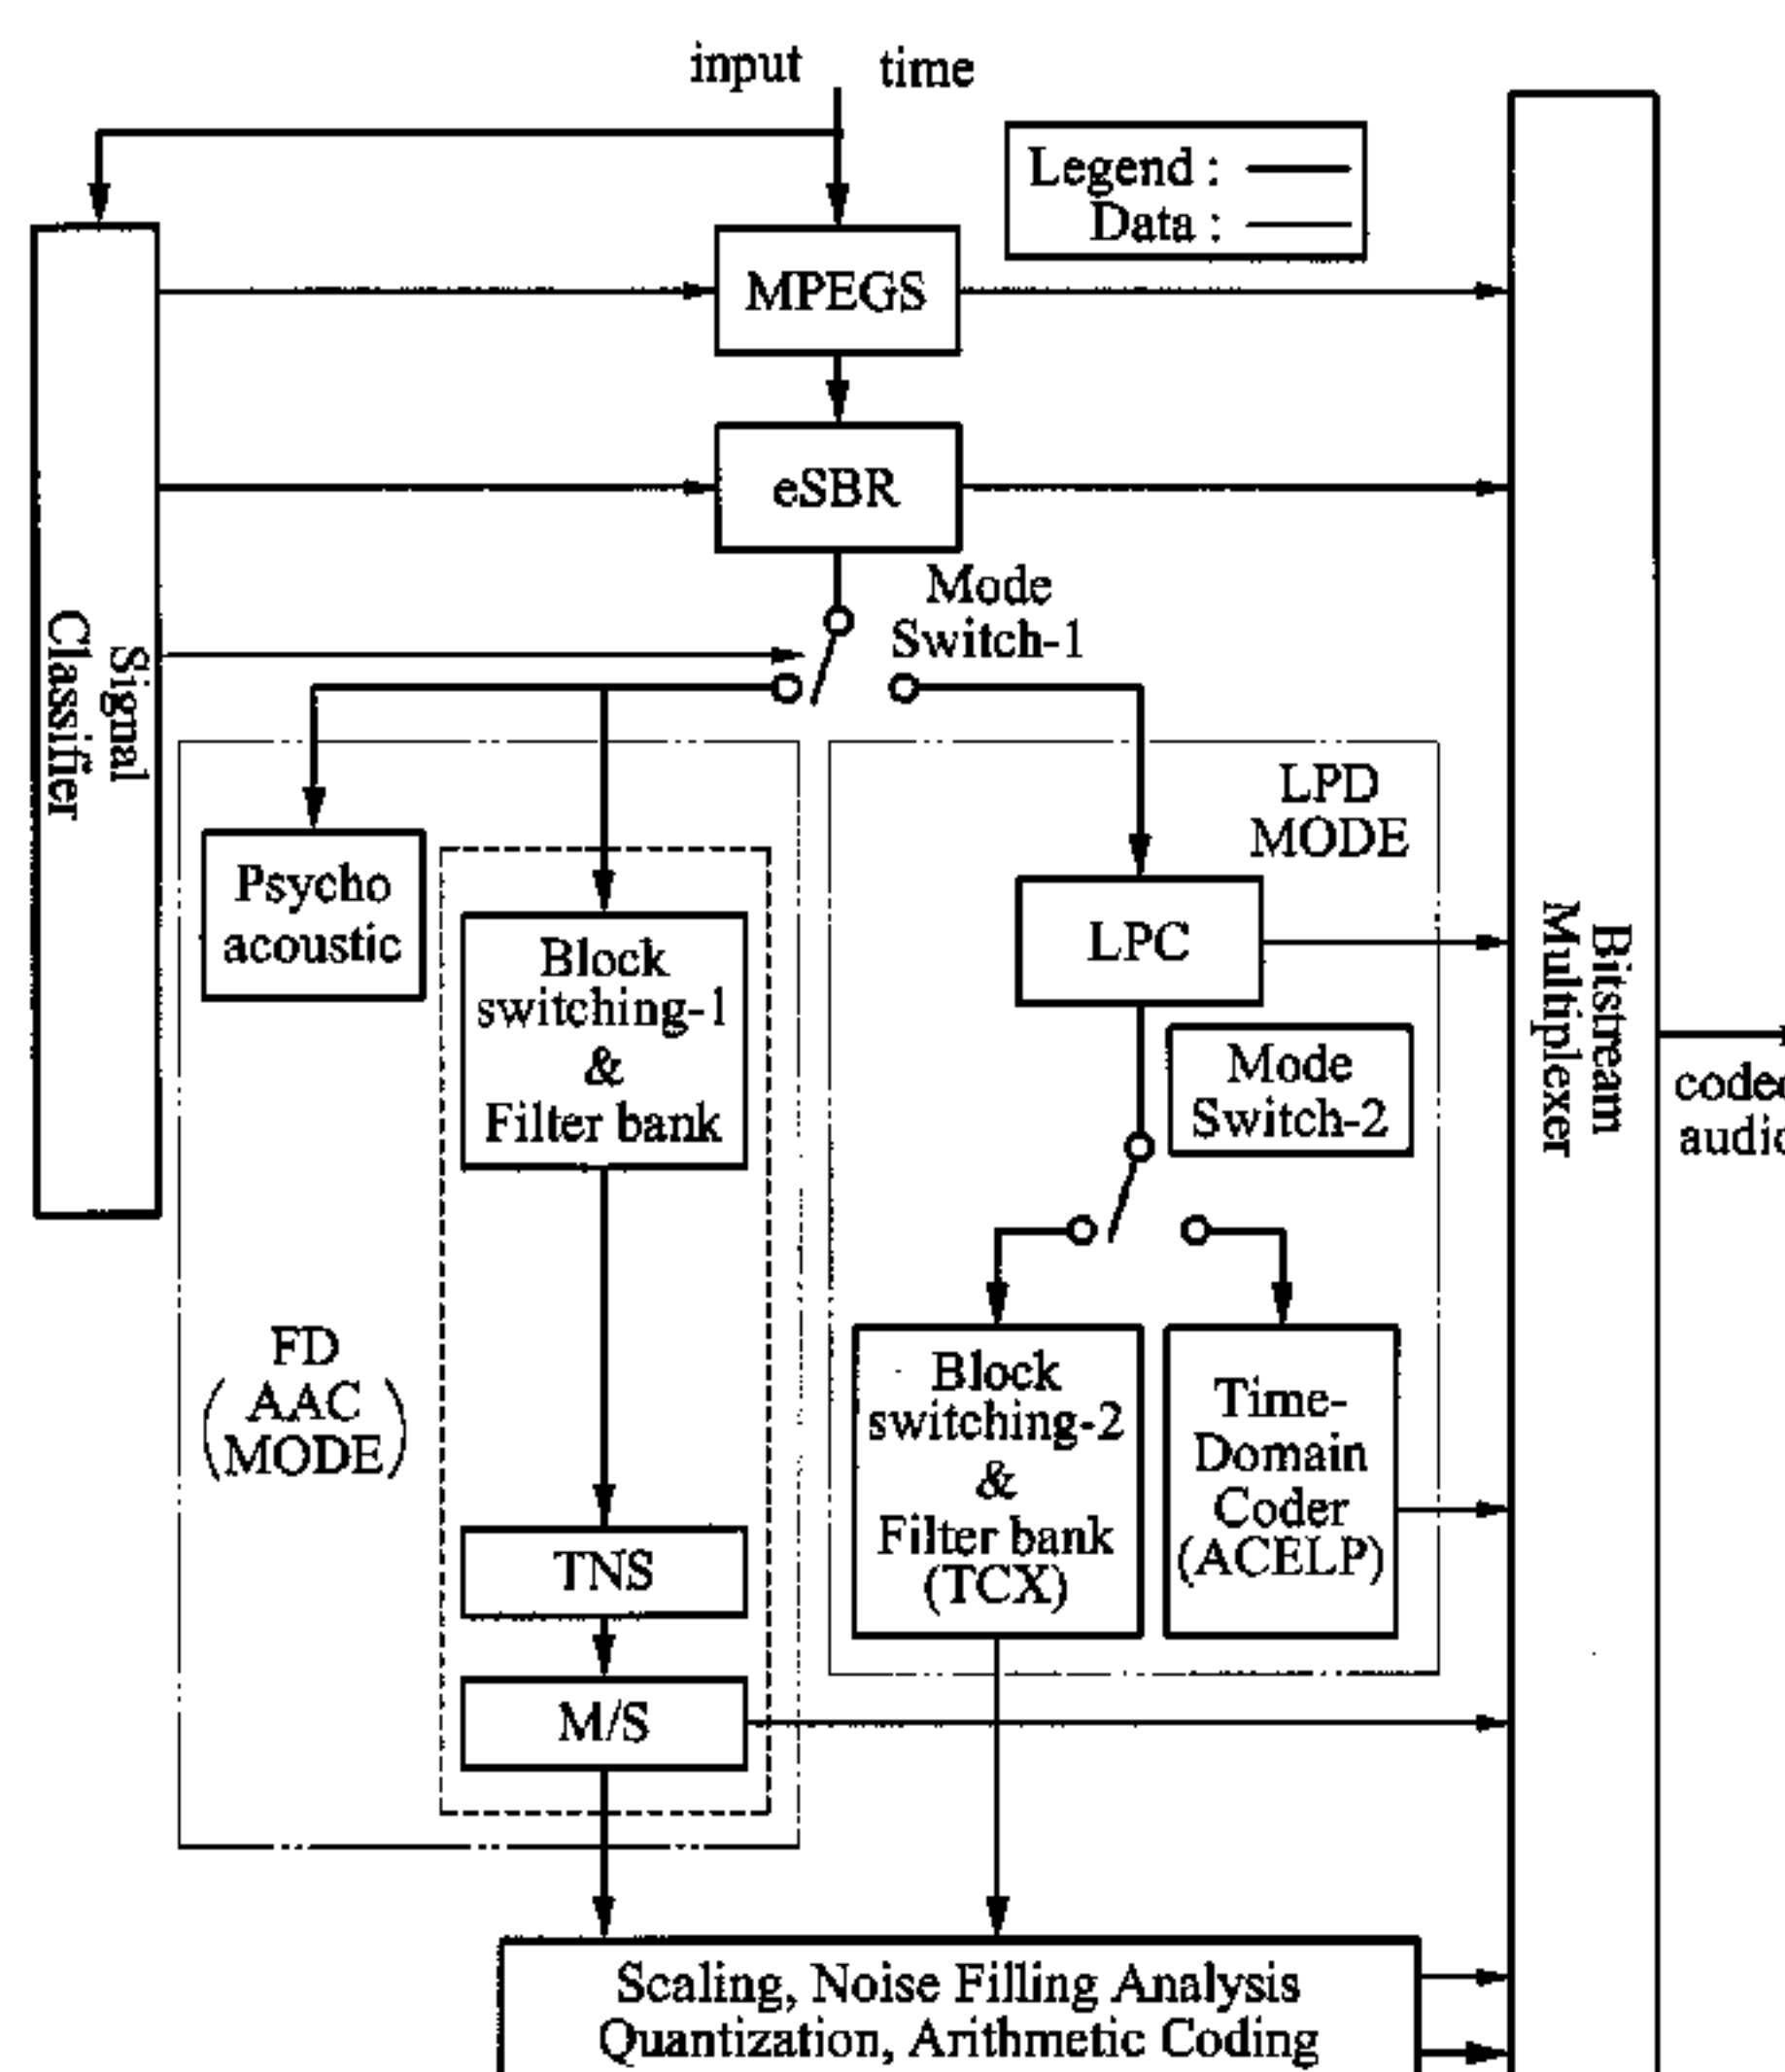 input time
Legend :
Data :
MPEGS
eSBR
Mode
Switch-1
Signal
Classifier
LPD
MODE
Psycho
acoustic
Block
switching-1
&
Filter bank
LPC
Mode
Switch-2
Bitstream
Multiplexer
FD
( AAC )
MODE
Block
switching-2
&
Filter bank
(TCX)
Time-
Domain
Coder
(ACELP)
TNS
M/S
Scaling, Noise Filling Analysis
Quantization, Arithmetic Coding